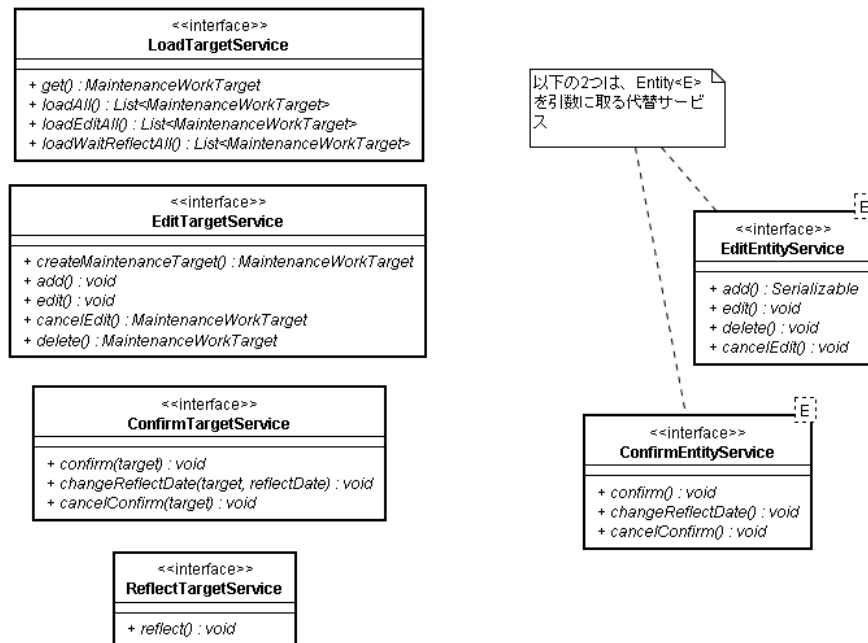 <<interface>>
LoadTargetService
+ get() : MaintenanceWorkTarget
+ loadAll() : List<MaintenanceWorkTarget>
+ loadEditAll() : List<MaintenanceWorkTarget>
+ loadWaitReflectAll() : List<MaintenanceWorkTarget>
<<interface>>
EditTargetService
+ createMaintenanceTarget() : MaintenanceWorkTarget
+ add() : void
+ edit() : void
+ cancelEdit() : MaintenanceWorkTarget
+ delete() : MaintenanceWorkTarget
<<interface>>
ConfirmTargetService
+ confirm(target) : void
+ changeReflectDate(target, reflectDate) : void
+ cancelConfirm(target) : void
<<interface>>
ReflectTargetService
+ reflect() : void
以下の2つは、Entity<E>
を引数に取る代替サービ
ス
E
<<interface>>
EditEntityService
+ add() : Serializable
+ edit() : void
+ delete() : void
+ cancelEdit() : void
E
<<interface>>
ConfirmEntityService
+ confirm() : void
+ changeReflectDate() : void
+ cancelConfirm() : void